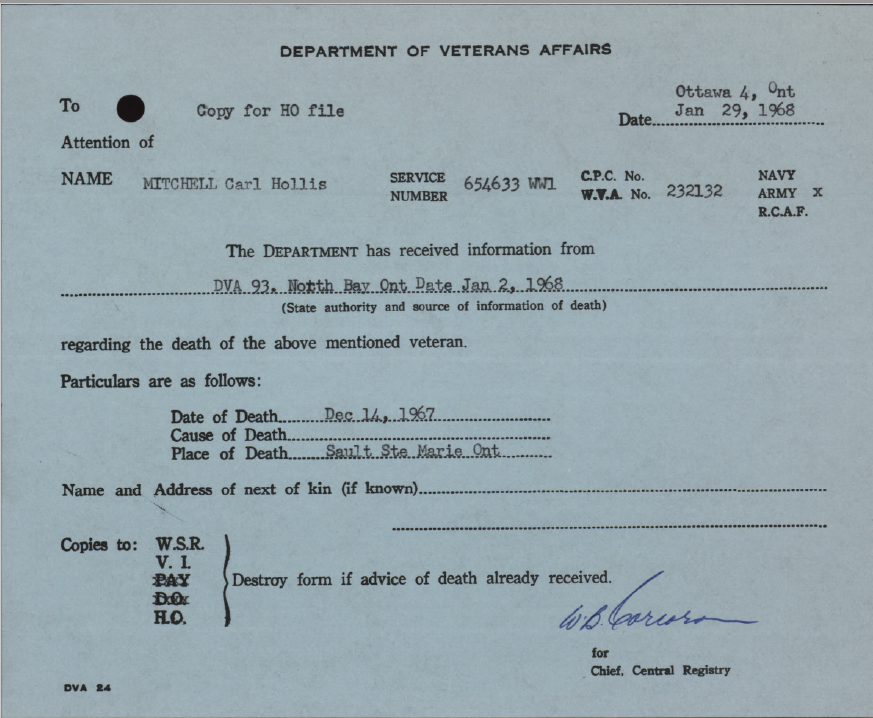 DEPARTMENT OF VETERANS AFFAIRS
Ottawa 4, Ont
To Copy for HO file Date Jan 29, 1968
Attention of
NAME MITCHELL Carl Hollis SERVICE NUMBER 654633 WW1 C.P.C. No. W.V.A. No. 232132 NAVY
ARMY x
R.C.A.F.
The DEPARTMENT has received information from
DVA 93. North Bay Ont Date Jan 2, 1968
(State authority and source of information of death)
regarding the death of the above mentioned veteran.
Particulars are as follows:
Date of Death Dec 14, 1967
Cause of Death
Place of Death Sault Ste Marie Ont
Name and Address of next of kin (if known)
Copies to: W.S.R.
V. I.
PAY
D.O.
H.O.
Destroy form if advice of death already received.
W.B. Corcoran
for
Chief, Central Registry
DVA 24